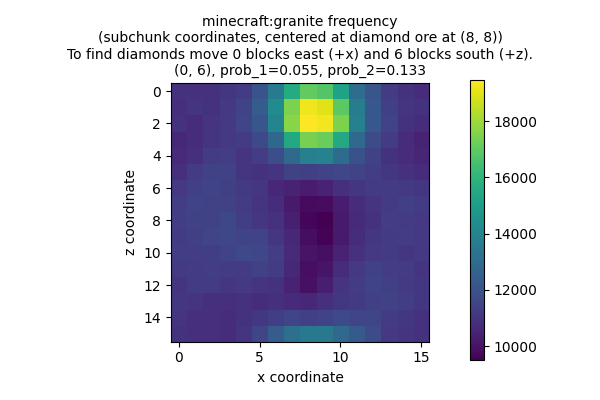 minecraft:granite frequency
(subchunk coordinates, centered at diamond ore at (8, 8))
To find diamonds move 0 blocks east (+x) and 6 blocks south (+z).
(0, 6), prob_1=0.055, prob_2=0.133
0
2
4
6
8
10
12
14
z coordinate
0
5
10
15
x coordinate
18000
16000
14000
12000
10000